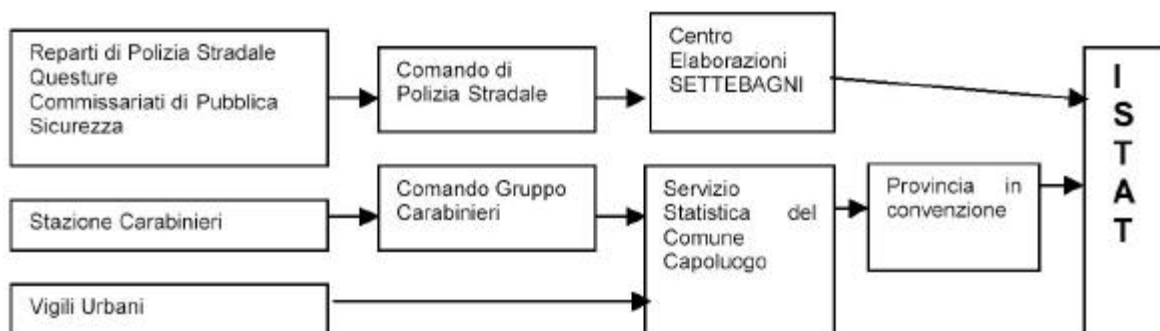 Reparti di Polizia Stradale
Questure
Commissariati di Pubblica
Sicurezza
Comando di
Polizia Stradale
Centro
Elaborazioni
SETTEBAGNI
Stazione Carabinieri
Comando Gruppo
Carabinieri
Servizio
Statistica del
Comune
Capoluogo
Provincia in
convenzione
Vigili Urbani
I
S
T
A
T